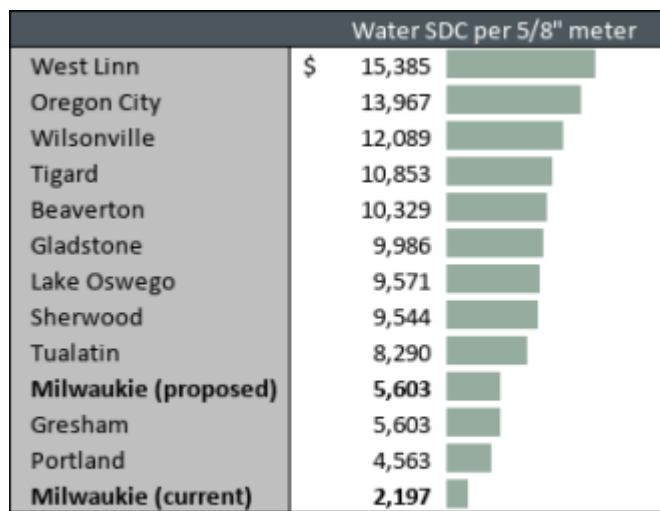 Water SDC per 5/8" meter
West Linn $ 15,385
Oregon City 13,967
Wilsonville 12,089
Tigard 10,853
Beaverton 10,329
Gladstone 9,986
Lake Oswego 9,571
Sherwood 9,544
Tualatin 8,290
Milwaukie (proposed) 5,603
Gresham 5,603
Portland 4,563
Milwaukie (current) 2,197